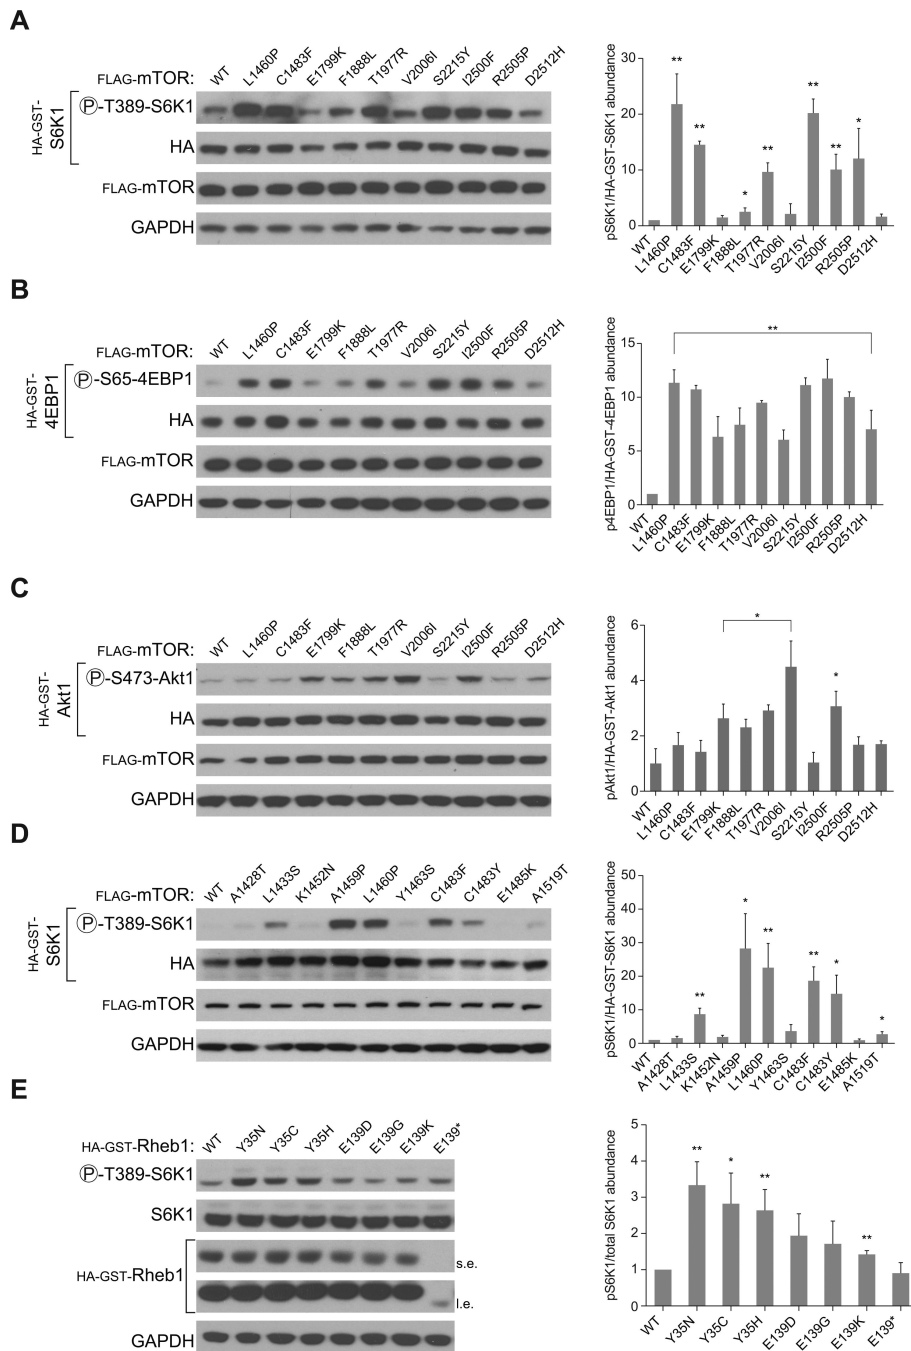 A
FLAG-mTOR: WT L1460P C1483F E1799K F1888L T1977R V2006I S2215Y I2500F R2505P D2512H
HA-GST-
S6K1
Ⓟ-T389-S6K1
HA
FLAG-mTOR
GAPDH
pS6K1/HA-GST-S6K1 abundance
30
20
10
0
** ** * ** ** ** *
WT L1460P C1483F E1799K F1888L T1977R V2006I S2215Y I2500F R2505P D2512H
B
FLAG-mTOR: WT L1460P C1483F E1799K F1888L T1977R V2006I S2215Y I2500F R2505P D2512H
HA-GST-
4EBP1
Ⓟ-S65-4EBP1
HA
FLAG-mTOR
GAPDH
p4EBP1/HA-GST-4EBP1 abundance
15
10
5
0
**
WT L1460P C1483F E1799K F1888L T1977R V2006I S2215Y I2500F R2505P D2512H
C
FLAG-mTOR: WT L1460P C1483F E1799K F1888L T1977R V2006I S2215Y I2500F R2505P D2512H
HA-GST-
Akt1
Ⓟ-S473-Akt1
HA
FLAG-mTOR
GAPDH
pAkt1/HA-GST-Akt1 abundance
6
4
2
0
* *
WT L1460P C1483F E1799K F1888L T1977R V2006I S2215Y I2500F R2505P D2512H
D
FLAG-mTOR: WT A1428T L1433S K1452N A1459P L1460P Y1463S C1483F C1483Y E1485K A1519T
HA-GST-
S6K1
Ⓟ-T389-S6K1
HA
FLAG-mTOR
GAPDH
pS6K1/HA-GST-S6K1 abundance
50
40
30
20
10
0
** * ** ** * *
WT A1428T L1433S K1452N A1459P L1460P Y1463S C1483F C1483Y E1485K A1519T
E
HA-GST-Rheb1: WT Y35N Y35C Y35H E139D E139G E139K E139*
Ⓟ-T389-S6K1
S6K1
HA-GST-Rheb1
s.e.
l.e.
GAPDH
pS6K1/total S6K1 abundance
5
4
3
2
1
0
** * ** **
WT Y35N Y35C Y35H E139D E139G E139K E139*